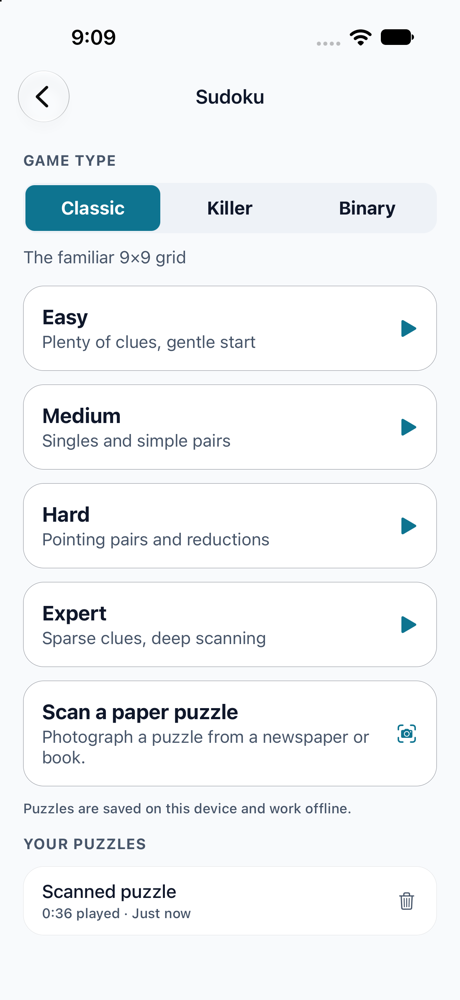 9:09
Sudoku
GAME TYPE
Classic
Killer
Binary
The familiar 9×9 grid
Easy
Plenty of clues, gentle start
Medium
Singles and simple pairs
Hard
Pointing pairs and reductions
Expert
Sparse clues, deep scanning
Scan a paper puzzle
Photograph a puzzle from a newspaper or
book.
Puzzles are saved on this device and work offline.
YOUR PUZZLES
Scanned puzzle
0:36 played · Just now